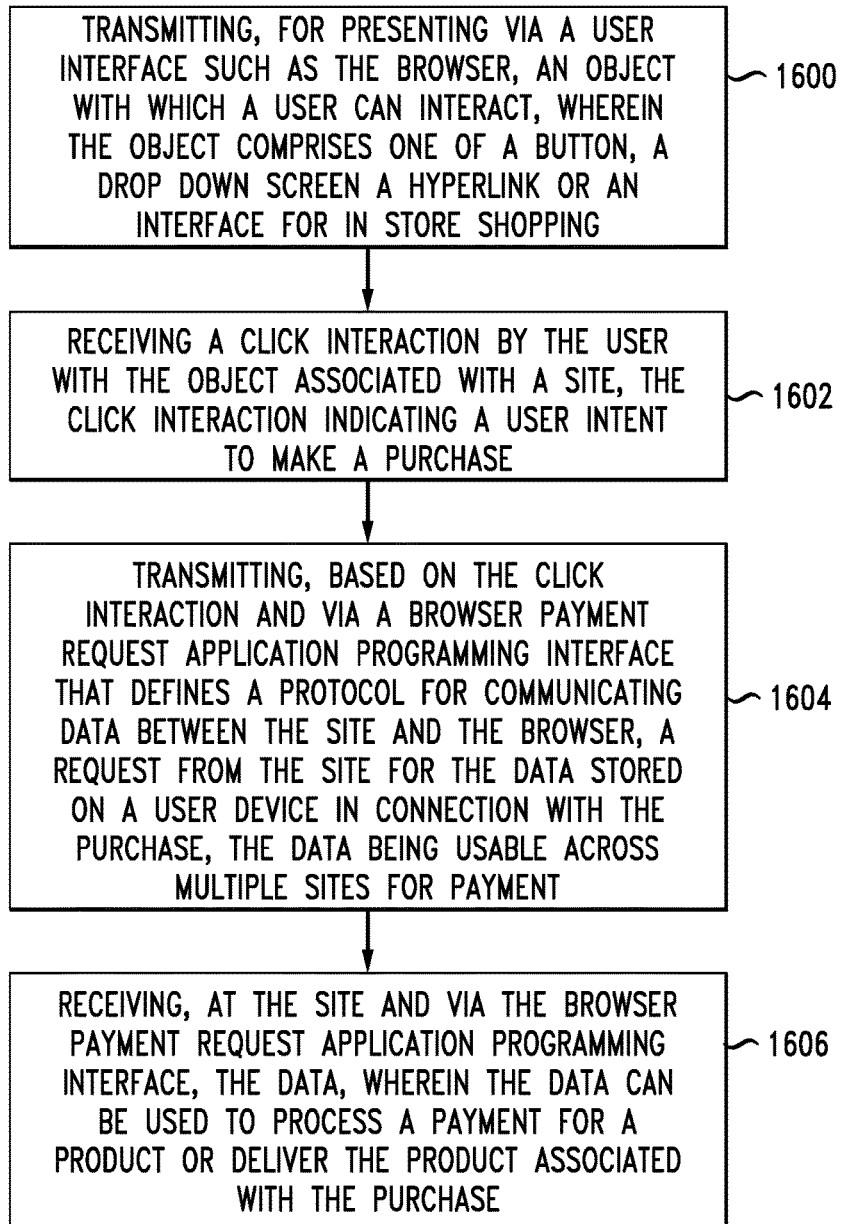 TRANSMITTING, FOR PRESENTING VIA A USER
INTERFACE SUCH AS THE BROWSER, AN OBJECT
WITH WHICH A USER CAN INTERACT, WHEREIN
THE OBJECT COMPRISES ONE OF A BUTTON, A
DROP DOWN SCREEN A HYPERLINK OR AN
INTERFACE FOR IN STORE SHOPPING
1600
RECEIVING A CLICK INTERACTION BY THE USER
WITH THE OBJECT ASSOCIATED WITH A SITE, THE
CLICK INTERACTION INDICATING A USER INTENT
TO MAKE A PURCHASE
1602
TRANSMITTING, BASED ON THE CLICK
INTERACTION AND VIA A BROWSER PAYMENT
REQUEST APPLICATION PROGRAMMING INTERFACE
THAT DEFINES A PROTOCOL FOR COMMUNICATING
DATA BETWEEN THE SITE AND THE BROWSER, A
REQUEST FROM THE SITE FOR THE DATA STORED
ON A USER DEVICE IN CONNECTION WITH THE
PURCHASE, THE DATA BEING USABLE ACROSS
MULTIPLE SITES FOR PAYMENT
1604
RECEIVING, AT THE SITE AND VIA THE BROWSER
PAYMENT REQUEST APPLICATION PROGRAMMING
INTERFACE, THE DATA, WHEREIN THE DATA CAN
BE USED TO PROCESS A PAYMENT FOR A
PRODUCT OR DELIVER THE PRODUCT ASSOCIATED
WITH THE PURCHASE
1606